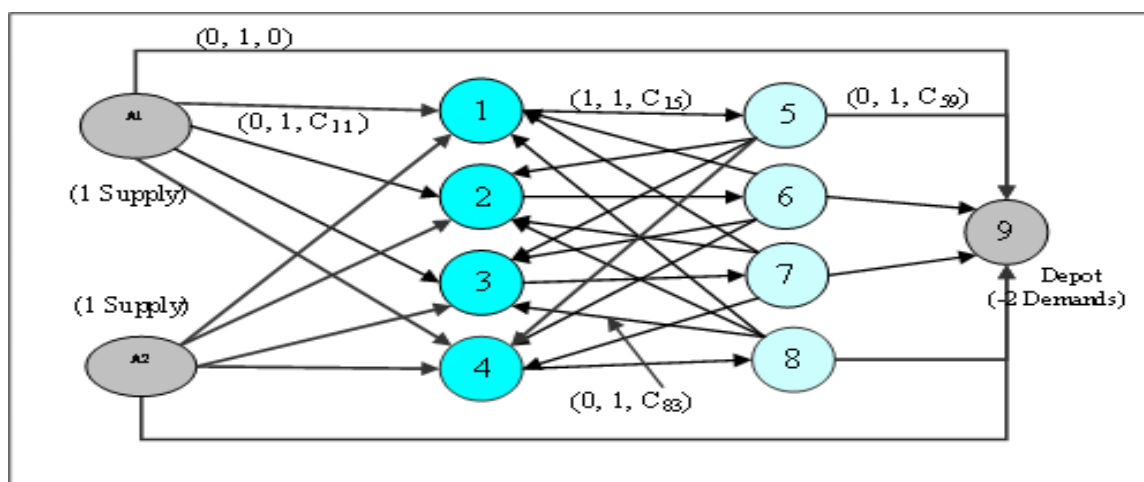 (0, 1, 0)
A1
(0, 1, C₁₁)
1
(1, 1, C₁₅)
5
(0, 1, C₅₉)
(1 Supply)
2
6
9
3
7
Depot
(-2 Demands)
(1 Supply)
A2
4
8
(0, 1, C₈₃)